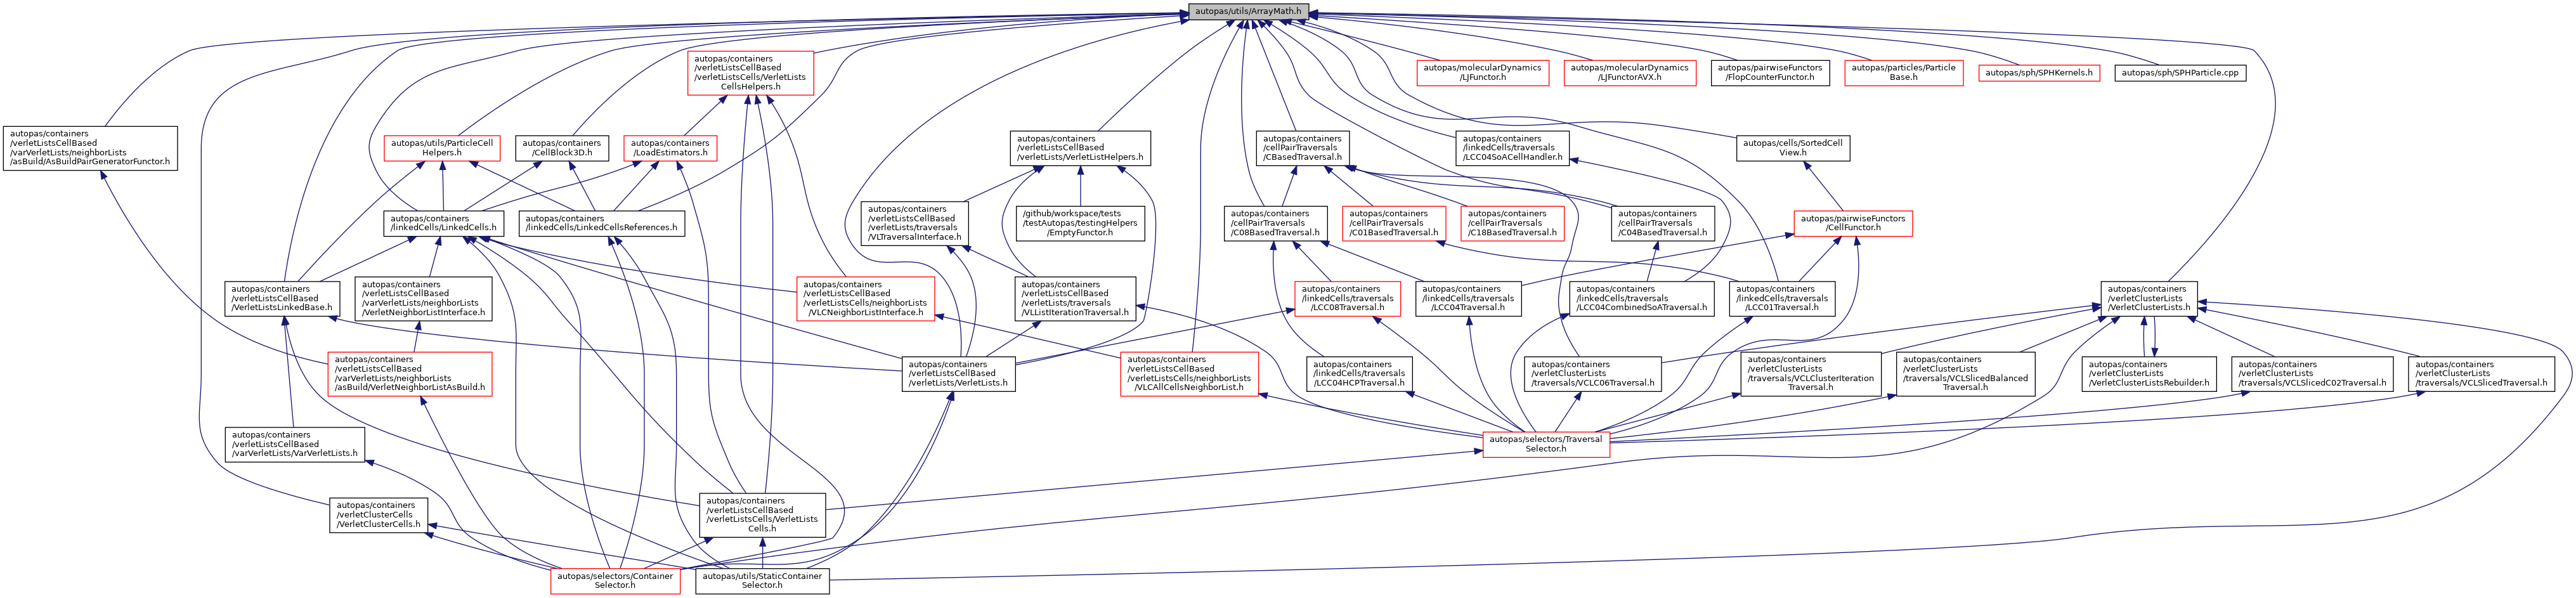 autopas/utils/ArrayMath.h
autopas/containers
/verletListsCellBased
/verletListsCells/VerletLists
CellsHelpers.h
autopas/molecularDynamics
/LJFunctor.h
autopas/molecularDynamics
/LJFunctorAVX.h
autopas/pairwiseFunctors
/FlopCounterFunctor.h
autopas/particles/Particle
Base.h
autopas/sph/SPHKernels.h
autopas/sph/SPHParticle.cpp
autopas/containers
/verletListsCellBased
/varVerletLists/neighborLists
/asBuild/AsBuildPairGeneratorFunctor.h
autopas/utils/ParticleCell
Helpers.h
autopas/containers
/CellBlock3D.h
autopas/containers
/LoadEstimators.h
autopas/containers
/verletListsCellBased
/verletLists/VerletListHelpers.h
autopas/containers
/cellPairTraversals
/CBasedTraversal.h
autopas/containers
/linkedCells/traversals
/LCC04SoACellHandler.h
autopas/cells/SortedCell
View.h
autopas/containers
/linkedCells/LinkedCells.h
autopas/containers
/linkedCells/LinkedCellsReferences.h
autopas/containers
/verletListsCellBased
/verletLists/traversals
/VLTraversalInterface.h
/github/workspace/tests
/testAutopas/testingHelpers
/EmptyFunctor.h
autopas/containers
/cellPairTraversals
/C08BasedTraversal.h
autopas/containers
/cellPairTraversals
/C01BasedTraversal.h
autopas/containers
/cellPairTraversals
/C18BasedTraversal.h
autopas/containers
/cellPairTraversals
/C04BasedTraversal.h
autopas/pairwiseFunctors
/CellFunctor.h
autopas/containers
/verletListsCellBased
/verletListsLinkedBase.h
autopas/containers
/verletListsCellBased
/varVerletLists/neighborLists
/VerletNeighborListInterface.h
autopas/containers
/verletListsCellBased
/verletListsCells/neighborLists
/VLCNeighborListInterface.h
autopas/containers
/verletListsCellBased
/verletLists/traversals
/VLListIterationTraversal.h
autopas/containers
/linkedCells/traversals
/LCC08Traversal.h
autopas/containers
/linkedCells/traversals
/LCC04Traversal.h
autopas/containers
/linkedCells/traversals
/LCC04CombinedSoATraversal.h
autopas/containers
/linkedCells/traversals
/LCC01Traversal.h
autopas/containers
/verletClusterLists
/VerletClusterLists.h
autopas/containers
/verletListsCellBased
/varVerletLists/neighborLists
/asBuild/VerletNeighborListAsBuild.h
autopas/containers
/verletListsCellBased
/verletLists/VerletLists.h
autopas/containers
/verletListsCellBased
/verletListsCells/neighborLists
/VLCAllCellsNeighborList.h
autopas/containers
/linkedCells/traversals
/LCC04HCPTraversal.h
autopas/containers
/verletClusterLists
/traversals/VCLC06Traversal.h
autopas/containers
/verletClusterLists
/traversals/VCLClusterIteration
Traversal.h
autopas/containers
/verletClusterLists
/traversals/VCLSlicedBalanced
Traversal.h
autopas/containers
/verletClusterLists
/VerletClusterListsRebuilder.h
autopas/containers
/verletClusterLists
/traversals/VCLSlicedC02Traversal.h
autopas/containers
/verletClusterLists
/traversals/VCLSlicedTraversal.h
autopas/containers
/verletListsCellBased
/varVerletLists/VarVerletLists.h
autopas/selectors/Traversal
Selector.h
autopas/containers
/verletClusterCells
/VerletClusterCells.h
autopas/containers
/verletListsCellBased
/verletListsCells/VerletLists
Cells.h
autopas/selectors/Container
Selector.h
autopas/utils/StaticContainer
Selector.h